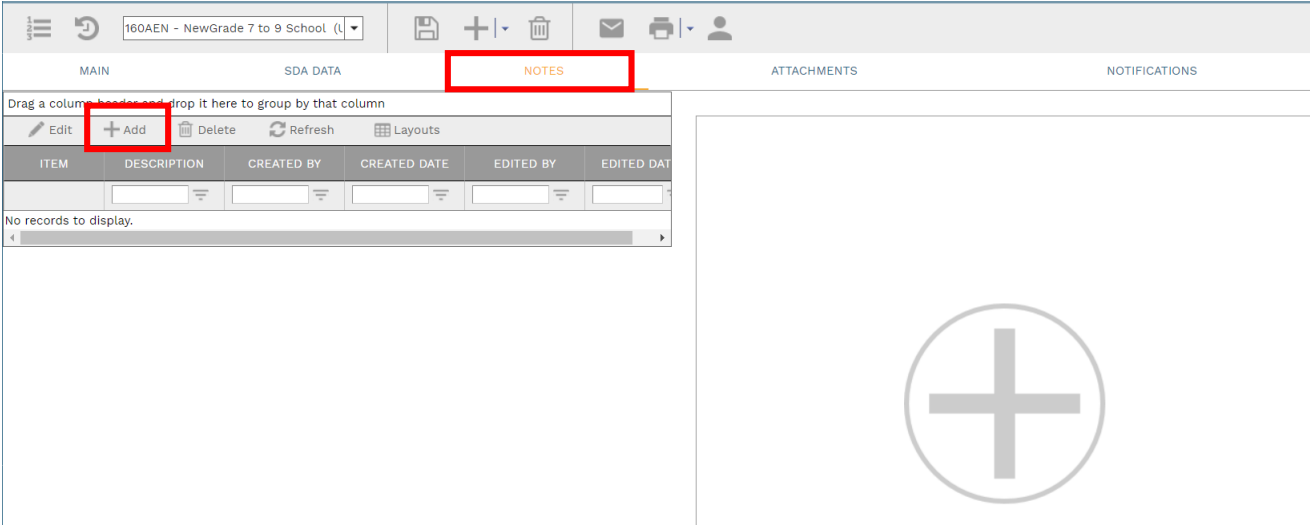 160AEN - NewGrade 7 to 9 School (U
MAIN SDA DATA NOTES ATTACHMENTS NOTIFICATIONS
Drag a column header and drop it here to group by that column
Edit Add Delete Refresh Layouts
ITEM DESCRIPTION CREATED BY CREATED DATE EDITED BY EDITED DAT
No records to display.